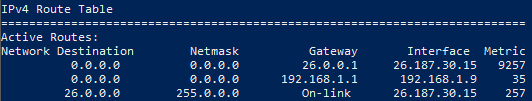 IPv4 Route Table
===========================================================================
Active Routes:
Network Destination        Netmask          Gateway       Interface  Metric
          0.0.0.0          0.0.0.0         26.0.0.1     26.187.30.15   9257
          0.0.0.0          0.0.0.0      192.168.1.1      192.168.1.9     35
         26.0.0.0        255.0.0.0         On-link      26.187.30.15    257